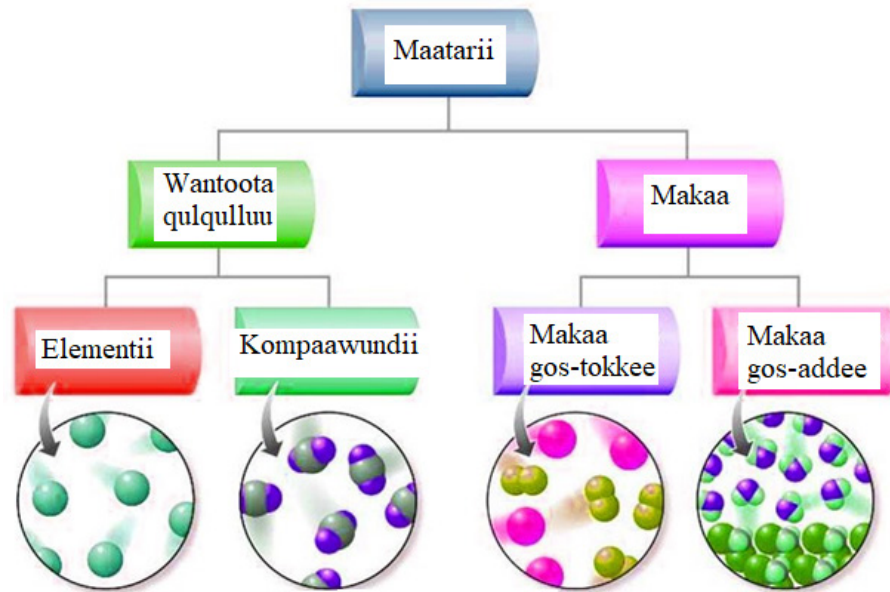 Maatarii
Wantoota
qulqulluu
Makaa
Elementii
Kompaawundii
Makaa
gos-tokkee
Makaa
gos-addee